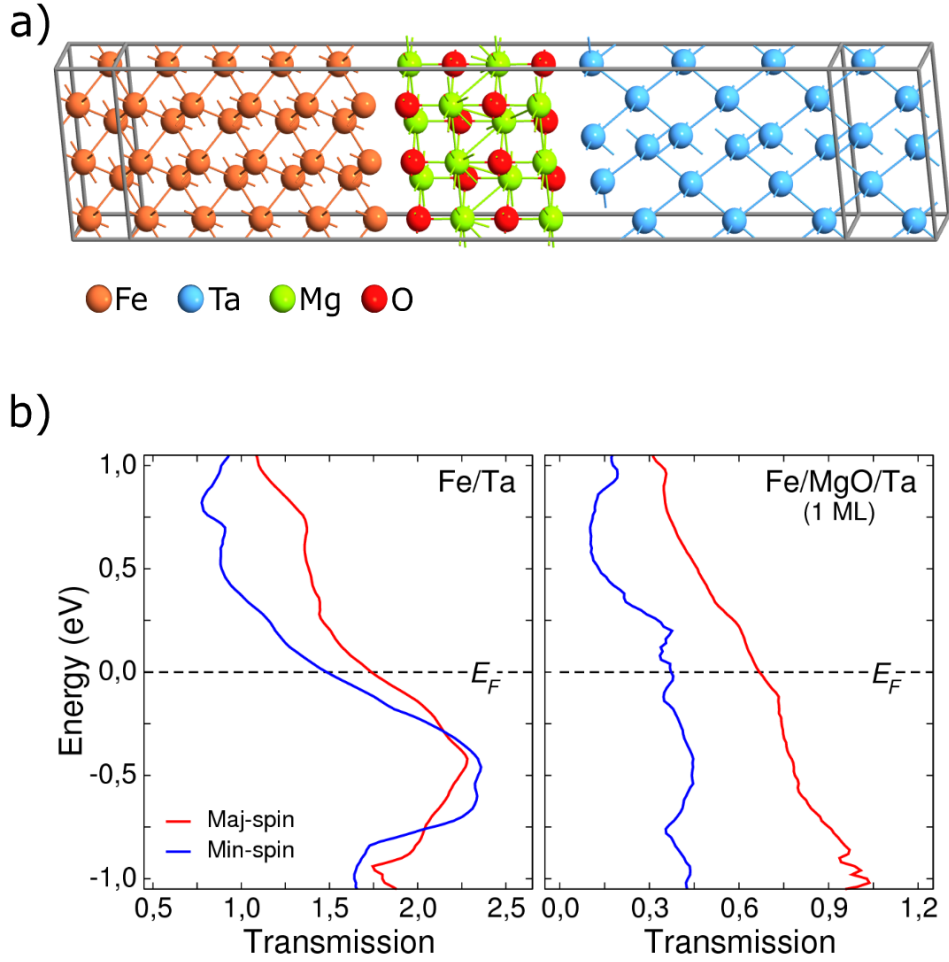 a)
Fe Ta Mg O
b)
Energy (eV)
1,0
0,5
0,0
-0,5
-1,0
Fe/Ta
E_F
Maj-spin
Min-spin
0,5 1,0 1,5 2,0 2,5
Transmission
Fe/MgO/Ta
(1 ML)
E_F
0,0 0,3 0,6 0,9 1,2
Transmission